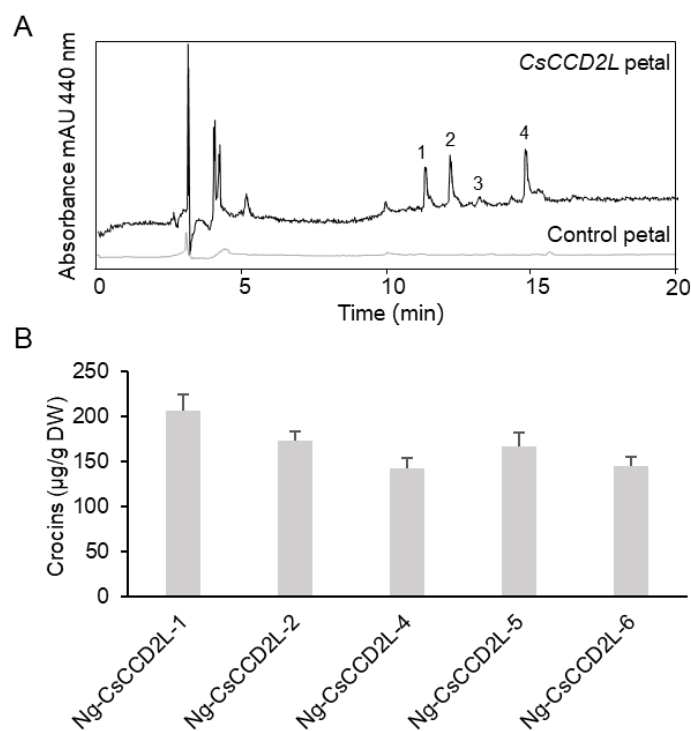 A
CsCCD2L petal
1
2
3
4
Control petal
Absorbance mAU 440 nm
0
5
10
15
20
Time (min)
B
250
200
150
100
50
0
Crocins (µg/g DW)
Ng-CsCCD2L-1
Ng-CsCCD2L-2
Ng-CsCCD2L-4
Ng-CsCCD2L-5
Ng-CsCCD2L-6